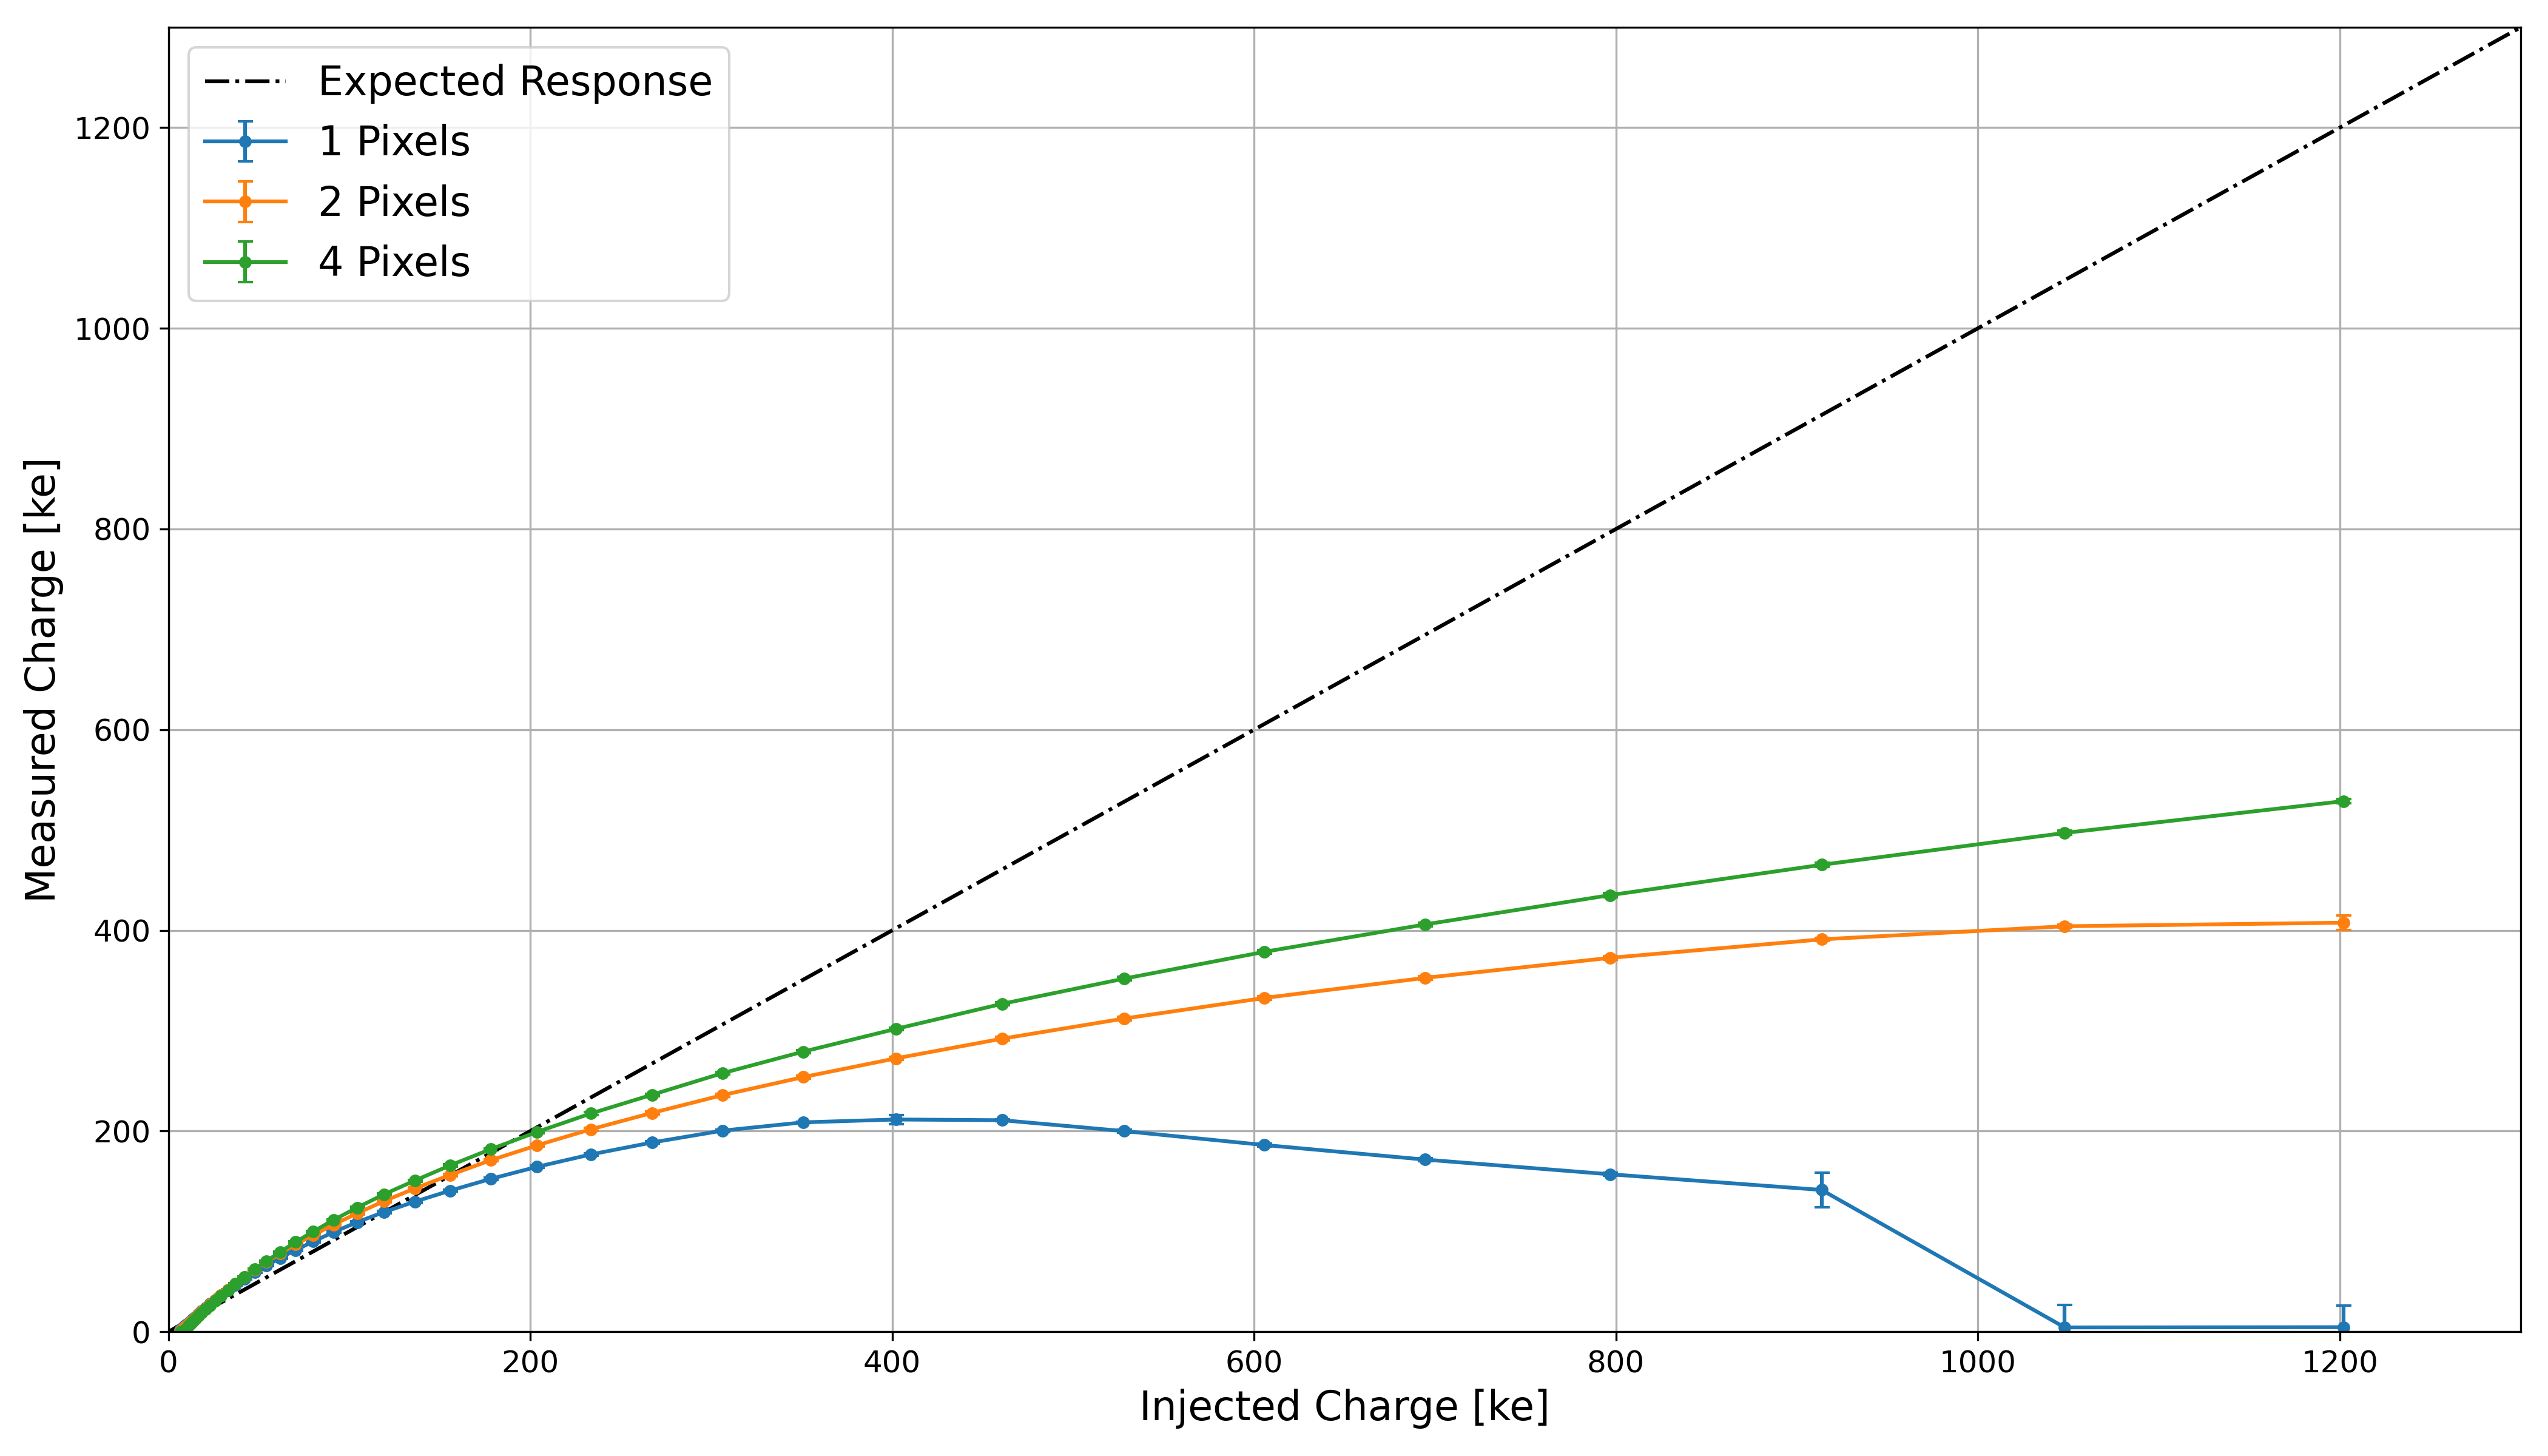 Expected Response
1 Pixels
2 Pixels
4 Pixels
1200
1000
800
600
400
200
0
Measured Charge [ke]
0 200 400 600 800 1000 1200
Injected Charge [ke]